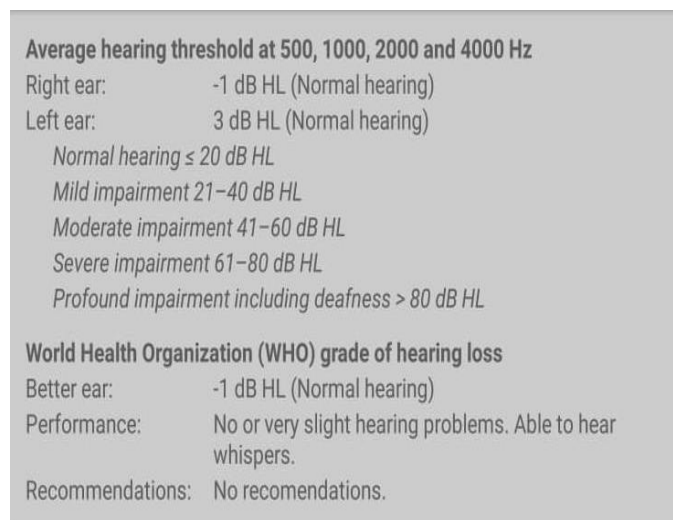 Average hearing threshold at 500, 1000, 2000 and 4000 Hz
Right ear: -1 dB HL (Normal hearing)
Left ear: 3 dB HL (Normal hearing)
Normal hearing ≤ 20 dB HL
Mild impairment 21–40 dB HL
Moderate impairment 41–60 dB HL
Severe impairment 61–80 dB HL
Profound impairment including deafness > 80 dB HL
World Health Organization (WHO) grade of hearing loss
Better ear: -1 dB HL (Normal hearing)
Performance: No or very slight hearing problems. Able to hear
whispers.
Recommendations: No recomendations.